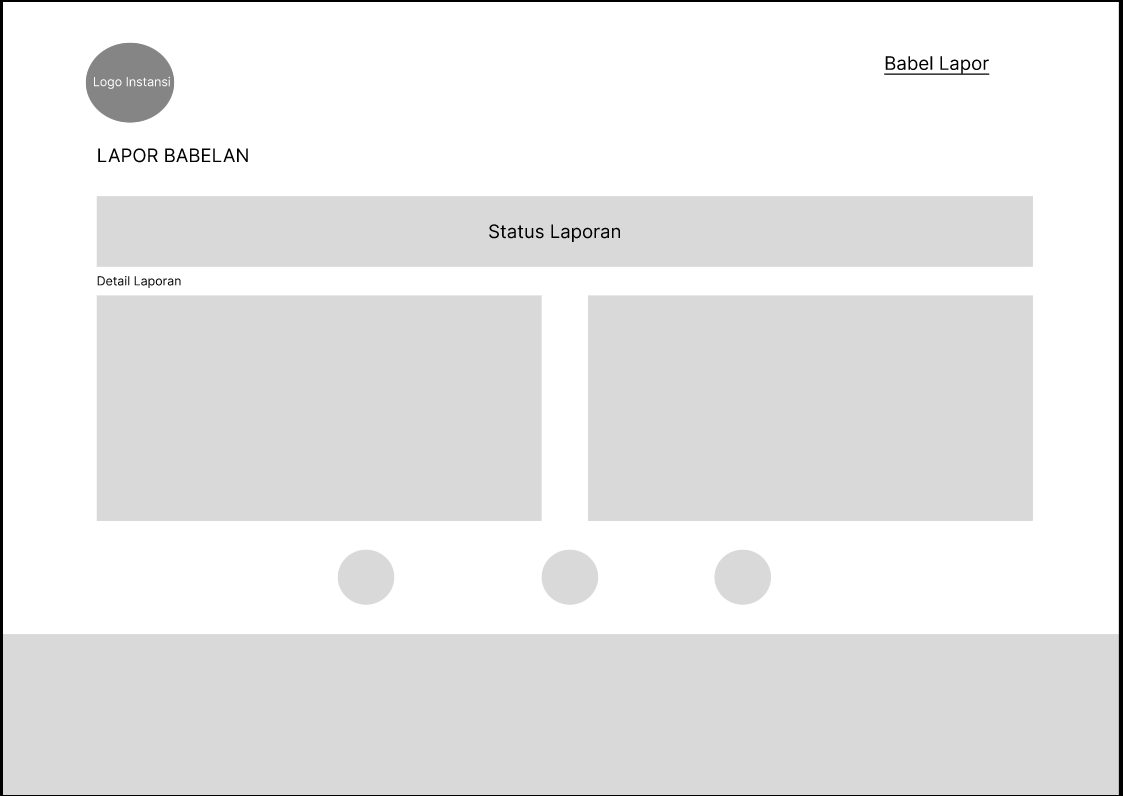 Logo Instansi
Babel Lapor
LAPOR BABELAN
Status Laporan
Detail Laporan